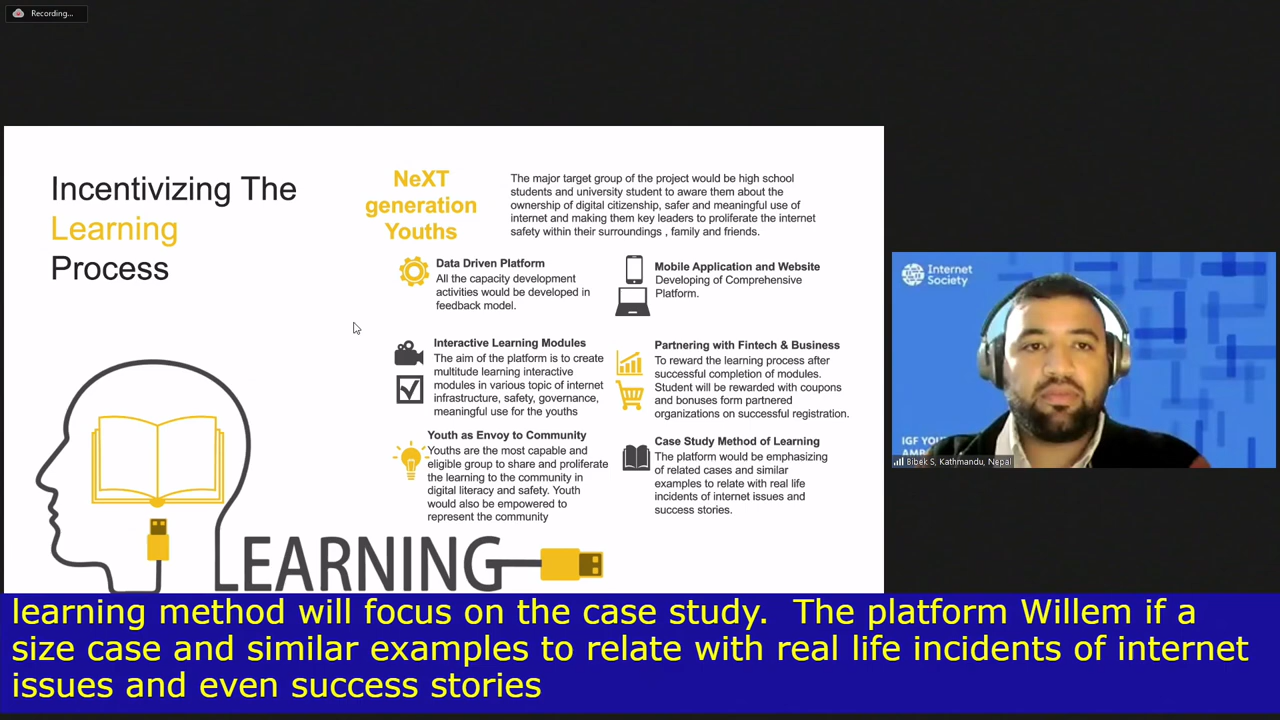 Recording...
Incentivizing The
Learning
Process
NeXT
generation
Youths
The major target group of the project would be high school
students and university student to aware them about the
ownership of digital citizenship, safer and meaningful use of
internet and making them key leaders to proliferate the internet
safety within their surroundings , family and friends.
Data Driven Platform
All the capacity development
activities would be developed in
feedback model.
Mobile Application and Website
Developing of Comprehensive
Platform.
Interactive Learning Modules
The aim of the platform is to create
multitude learning interactive
modules in various topic of internet
infrastructure, safety, governance,
meaningful use for the youths
Partnering with Fintech & Business
To reward the learning process after
successful completion of modules.
Student will be rewarded with coupons
and bonuses form partnered
organizations on successful registration.
Youth as Envoy to Community
Youths are the most capable and
eligible group to share and proliferate
the learning to the community in
digital literacy and safety. Youth
would also be empowered to
represent the community
Case Study Method of Learning
The platform would be emphasizing
of related cases and similar
examples to relate with real life
incidents of internet issues and
success stories.
LEARNING
Internet
Society
IGF YOU
AMB
Bibek S, Kathmandu, Nepal
learning method will focus on the case study. The platform Willem if a
size case and similar examples to relate with real life incidents of internet
issues and even success stories